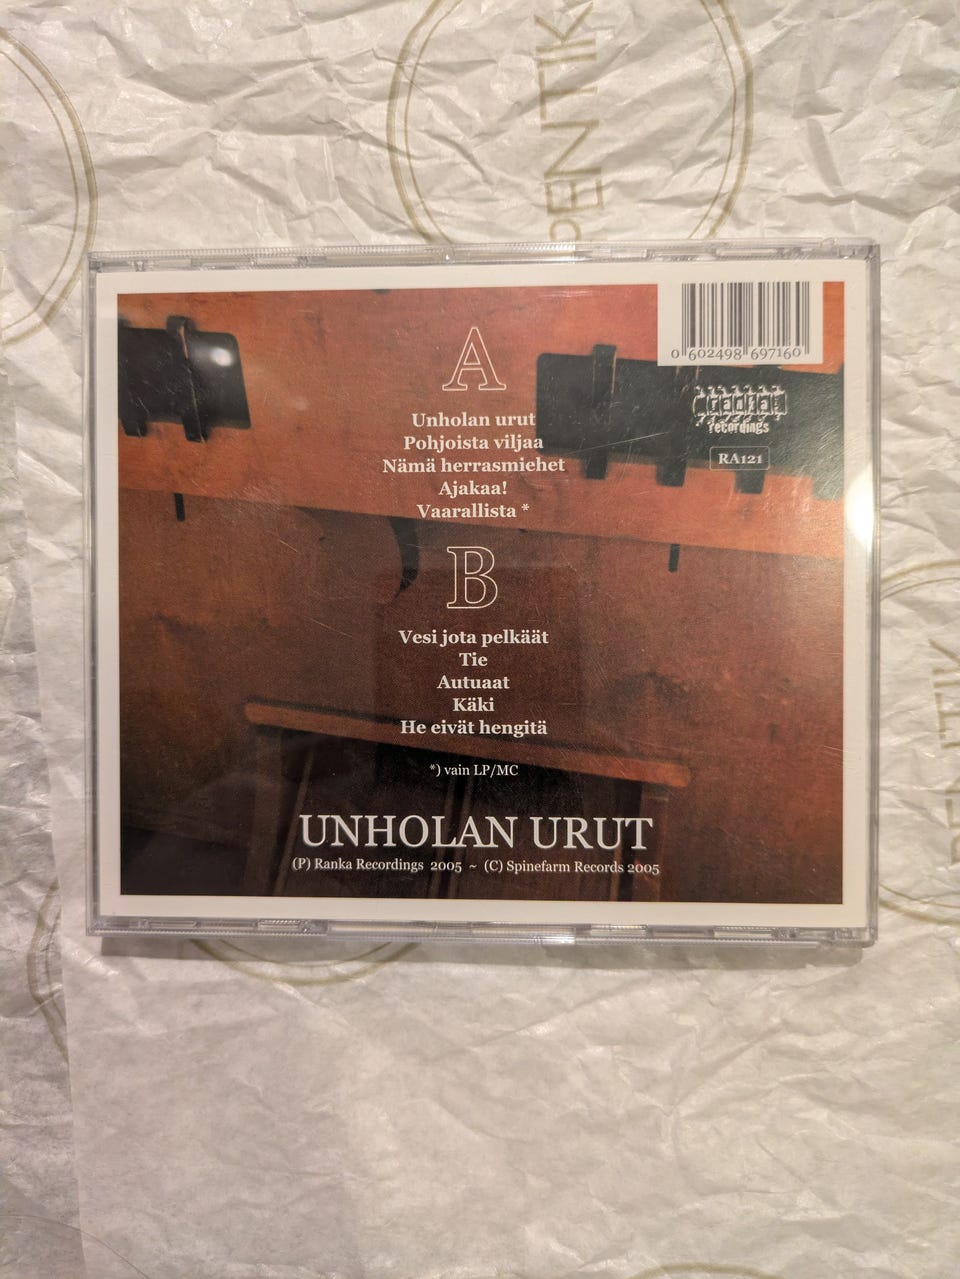 PENTIK
0 602498 697160
ranka
recordings
RA121
A
Unholan urut
Pohjoista viljaa
Nämä herrasmiehet
Ajakaa!
Vaarallista *
B
Vesi jota pelkäät
Tie
Autuaat
Käki
He eivät hengitä
*) vain LP/MC
UNHOLAN URUT
(P) Ranka Recordings 2005 ~ (C) Spinefarm Records 2005